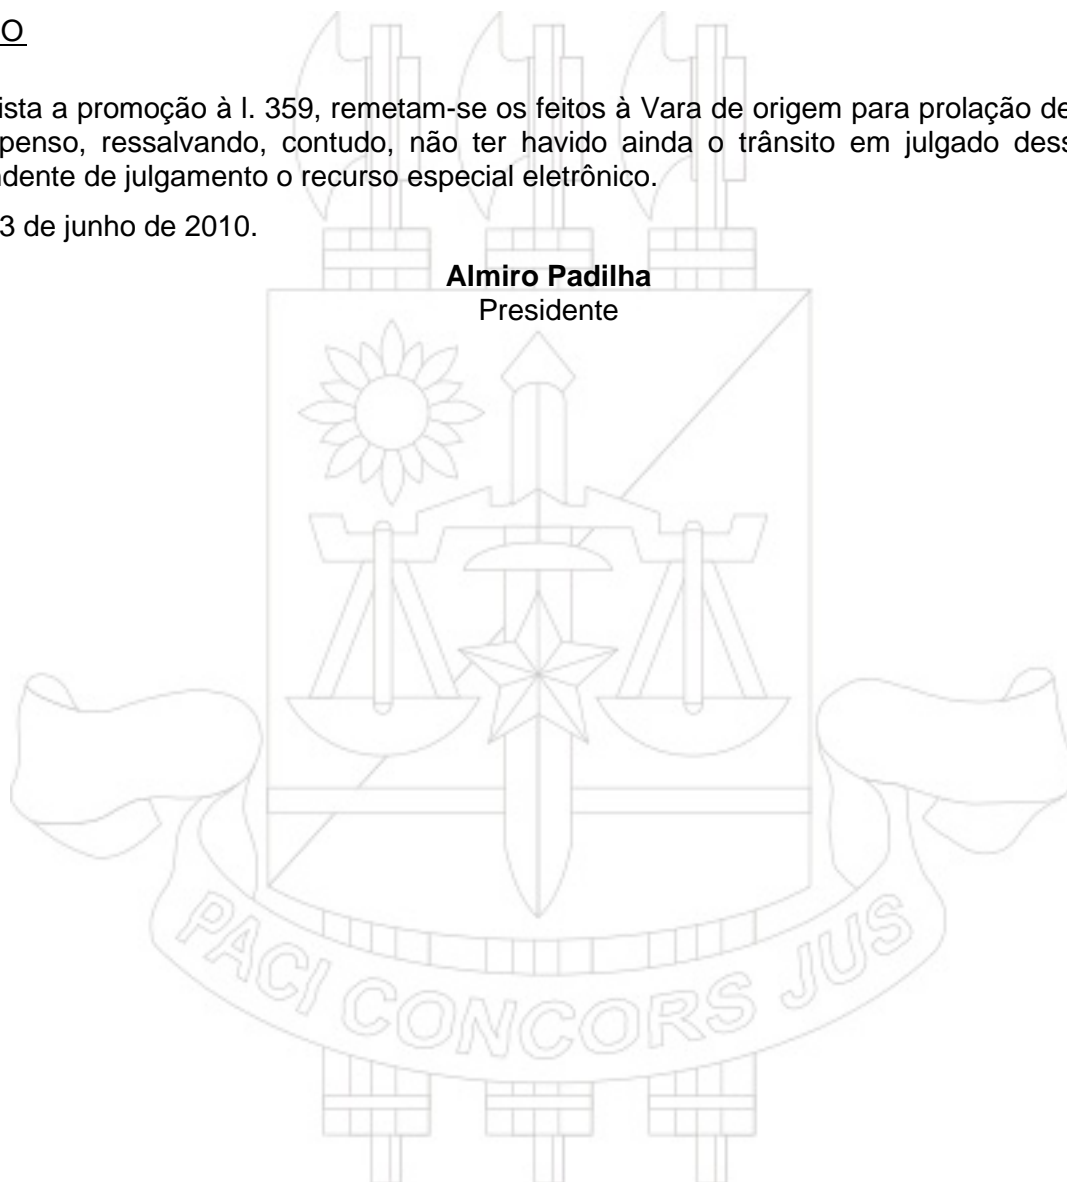 O
ista a promoção à l. 359, remetam-se os feitos à Vara de origem para prolação de
penso, ressalvando, contudo, não ter havido ainda o trânsito em julgado dess
ndente de julgamento o recurso especial eletrônico.
3 de junho de 2010.
Almiro Padilha
Presidente
PACI CONCORS JUS